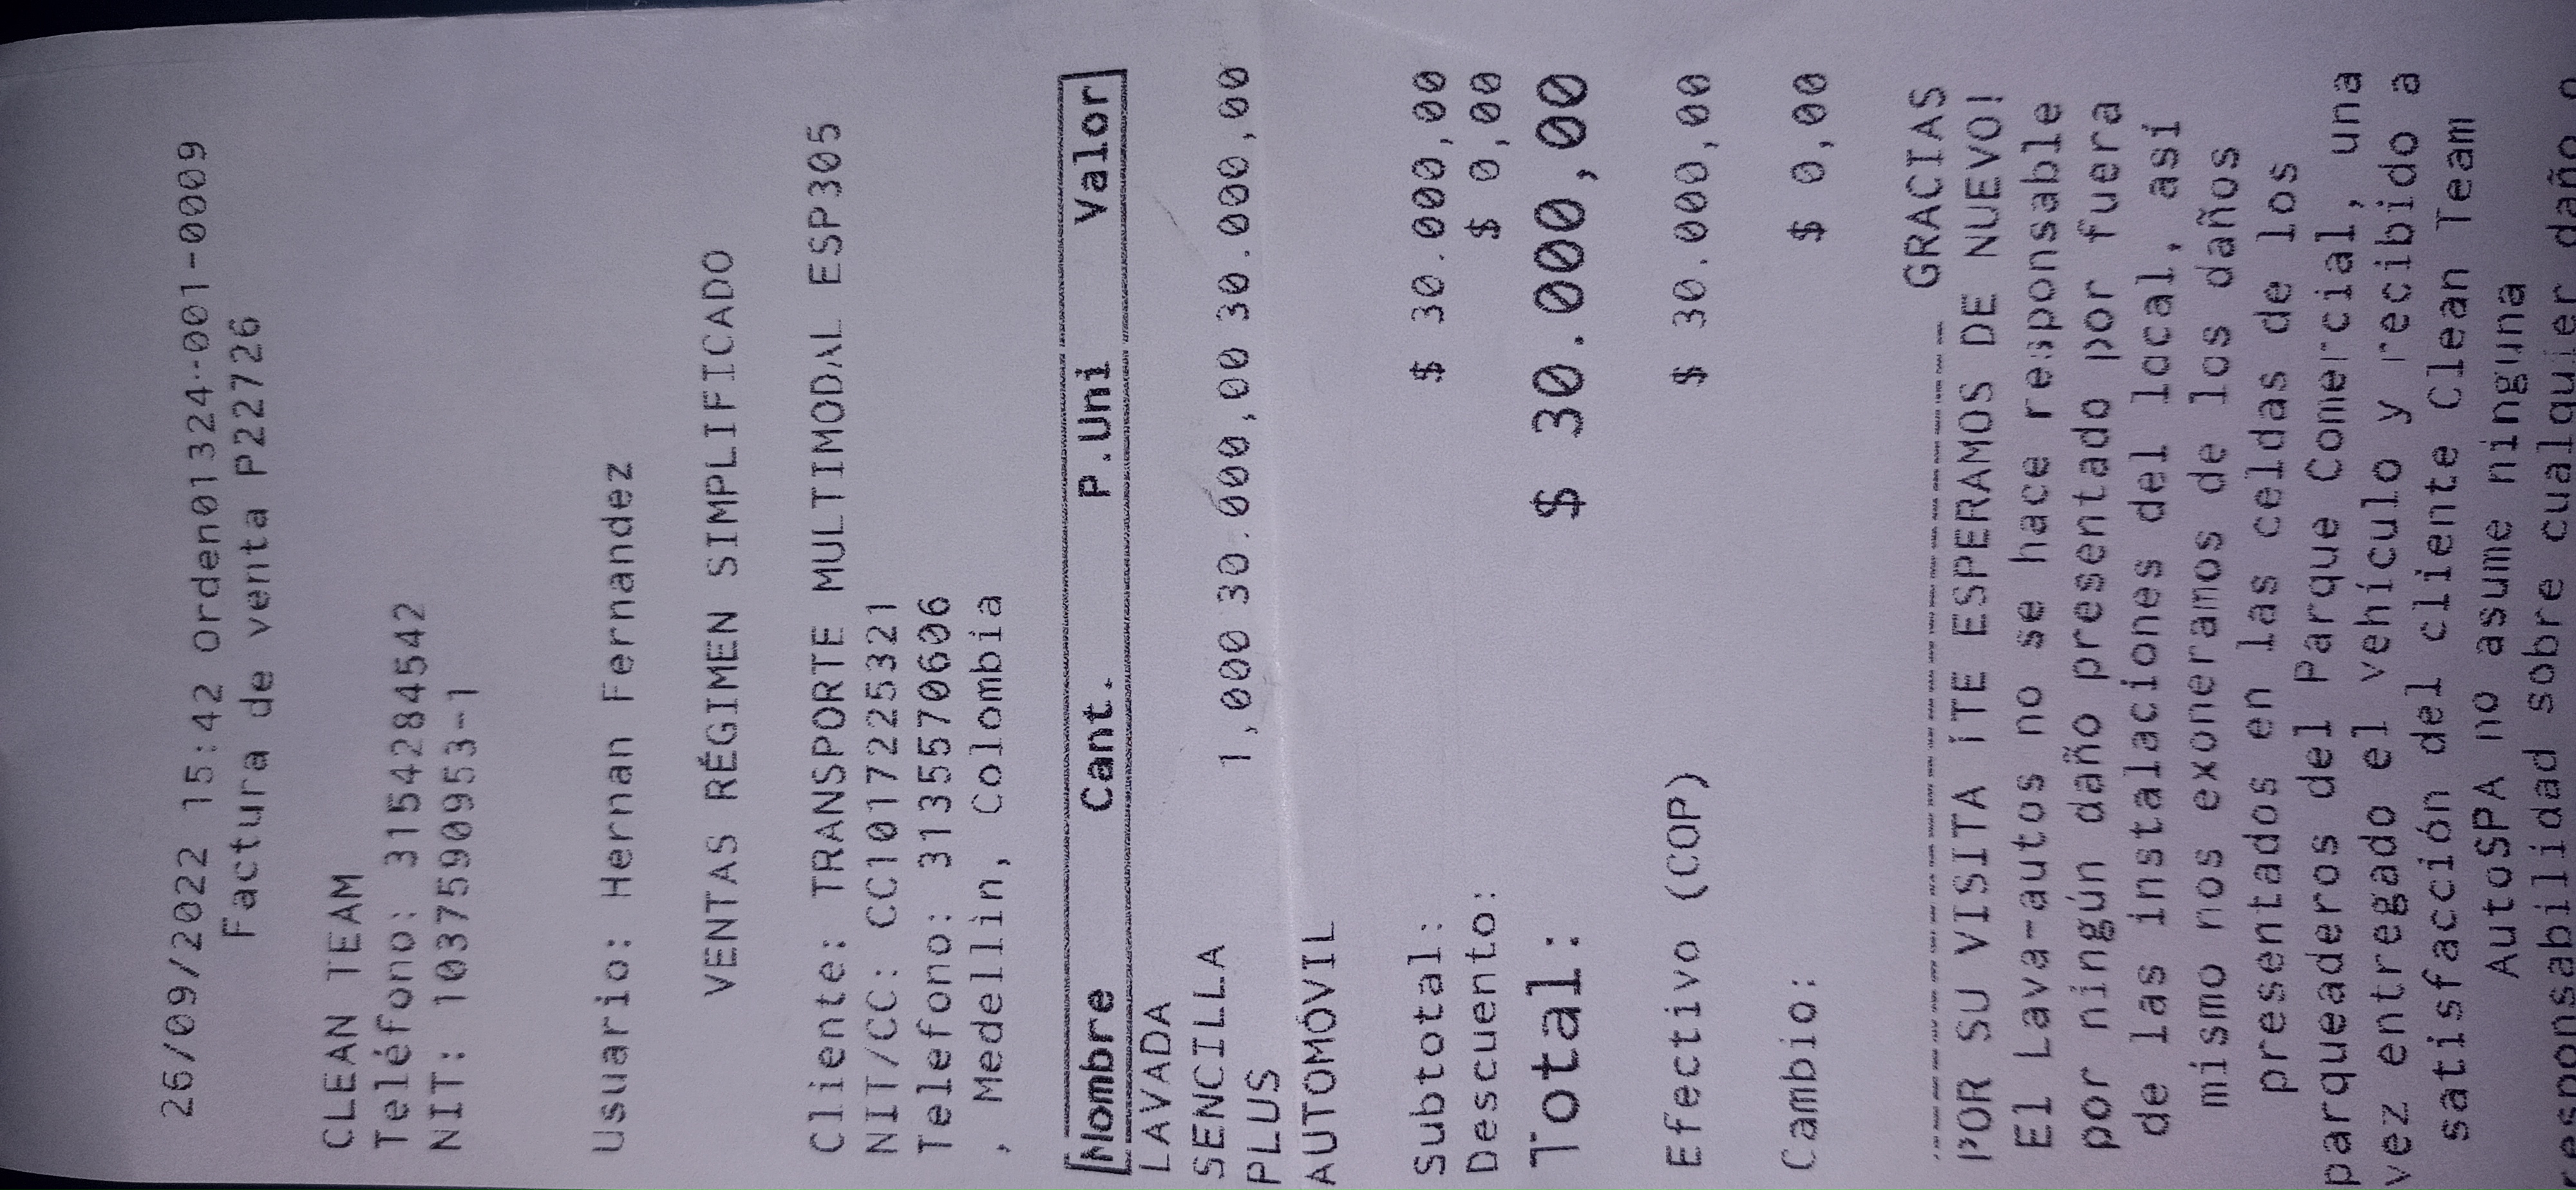 26/09/2022 15:42 Orden01324-001-0009
Factura de venta P22726
CLEAN TEAM
Teléfono: 3154284542
NIT: 1037590953-1
Usuario: Hernan Fernandez
VENTAS RÉGIMEN SIMPLIFICADO
Cliente: TRANSPORTE MULTIMODAL ESP305
NIT/CC: CC1017225321
Telefono: 3135570606
, Medellin, Colombia
Nombre Cant. P.Uni Valor
LAVADA
SENCILLA 1,000 30.000,00 30.000,00
PLUS
AUTOMÓVIL
Subtotal: $ 30.000,00
Descuento: $ 0,00
Total: $ 30.000,00
Efectivo (COP) $ 30.000,00
Cambio: $ 0,00
---------------------------- GRACIAS
POR SU VISITA ¡TE ESPERAMOS DE NUEVO!
El Lava-autos no se hace responsable
por ningún daño presentado por fuera
de las instalaciones del local, así
mismo nos exoneramos de los daños
presentados en las celdas de los
parqueaderos del Parque Comercial, una
vez entregado el vehículo y recibido a
satisfacción del cliente Clean Team
AutoSPA no asume ninguna
responsabilidad sobre cualquier daño o